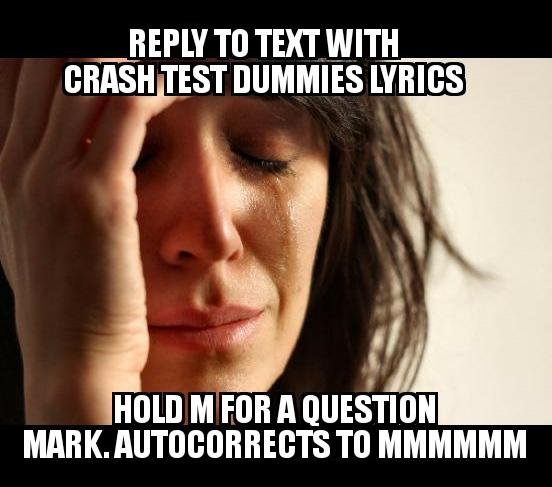 REPLY TO TEXT WITH
CRASH TEST DUMMIES LYRICS
HOLD M FOR A QUESTION
MARK. AUTOCORRECTS TO MMMMMM